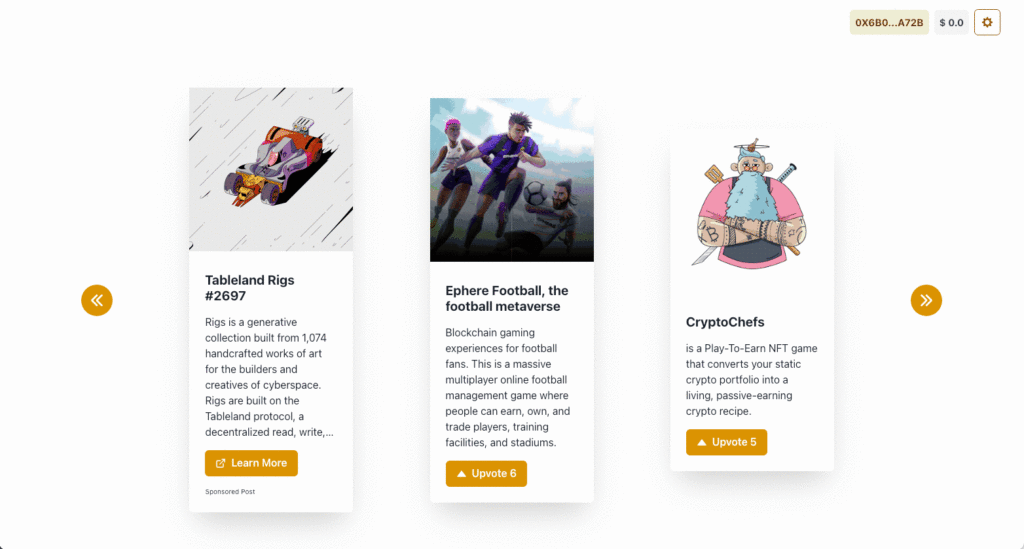 0X6B0...A72B
$ 0.0
Tableland Rigs
#2697
Rigs is a generative
collection built from 1,074
handcrafted works of art
for the builders and
creatives of cyberspace.
Rigs are built on the
Tableland protocol, a
decentralized read, write,...
Learn More
Sponsored Post
Ephere Football, the
football metaverse
Blockchain gaming
experiences for football
fans. This is a massive
multiplayer online football
management game where
people can earn, own, and
trade players, training
facilities, and stadiums.
Upvote 6
CryptoChefs
is a Play-To-Earn NFT game
that converts your static
crypto portfolio into a
living, passive-earning
crypto recipe.
Upvote 5